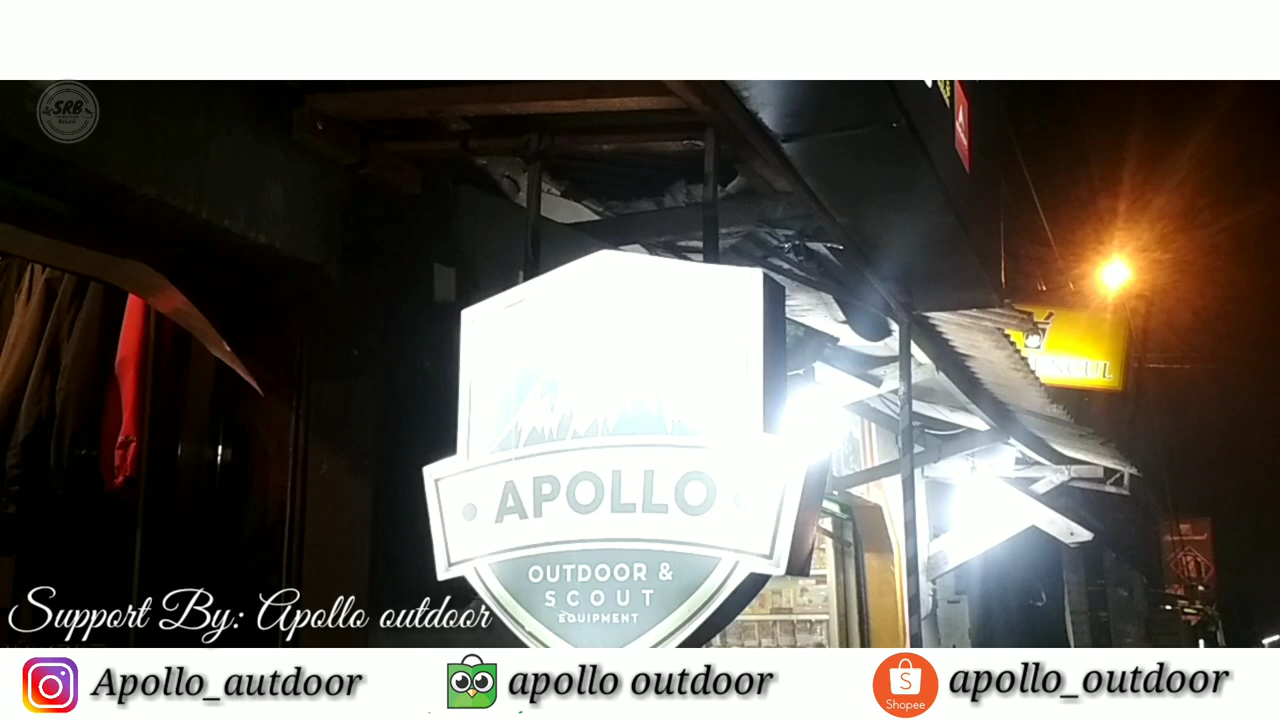 SRB
APOLLO
OUTDOOR &
SCOUT
EQUIPMENT
Support By: Apollo outdoor
Apollo_autdoor
apollo outdoor
Shopee
apollo_outdoor